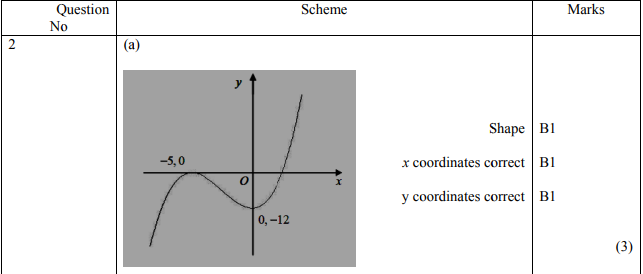 Question No Scheme Marks
2 (a)
y
Shape B1
−5, 0 x coordinates correct B1
O x
y coordinates correct B1
0, −12
(3)